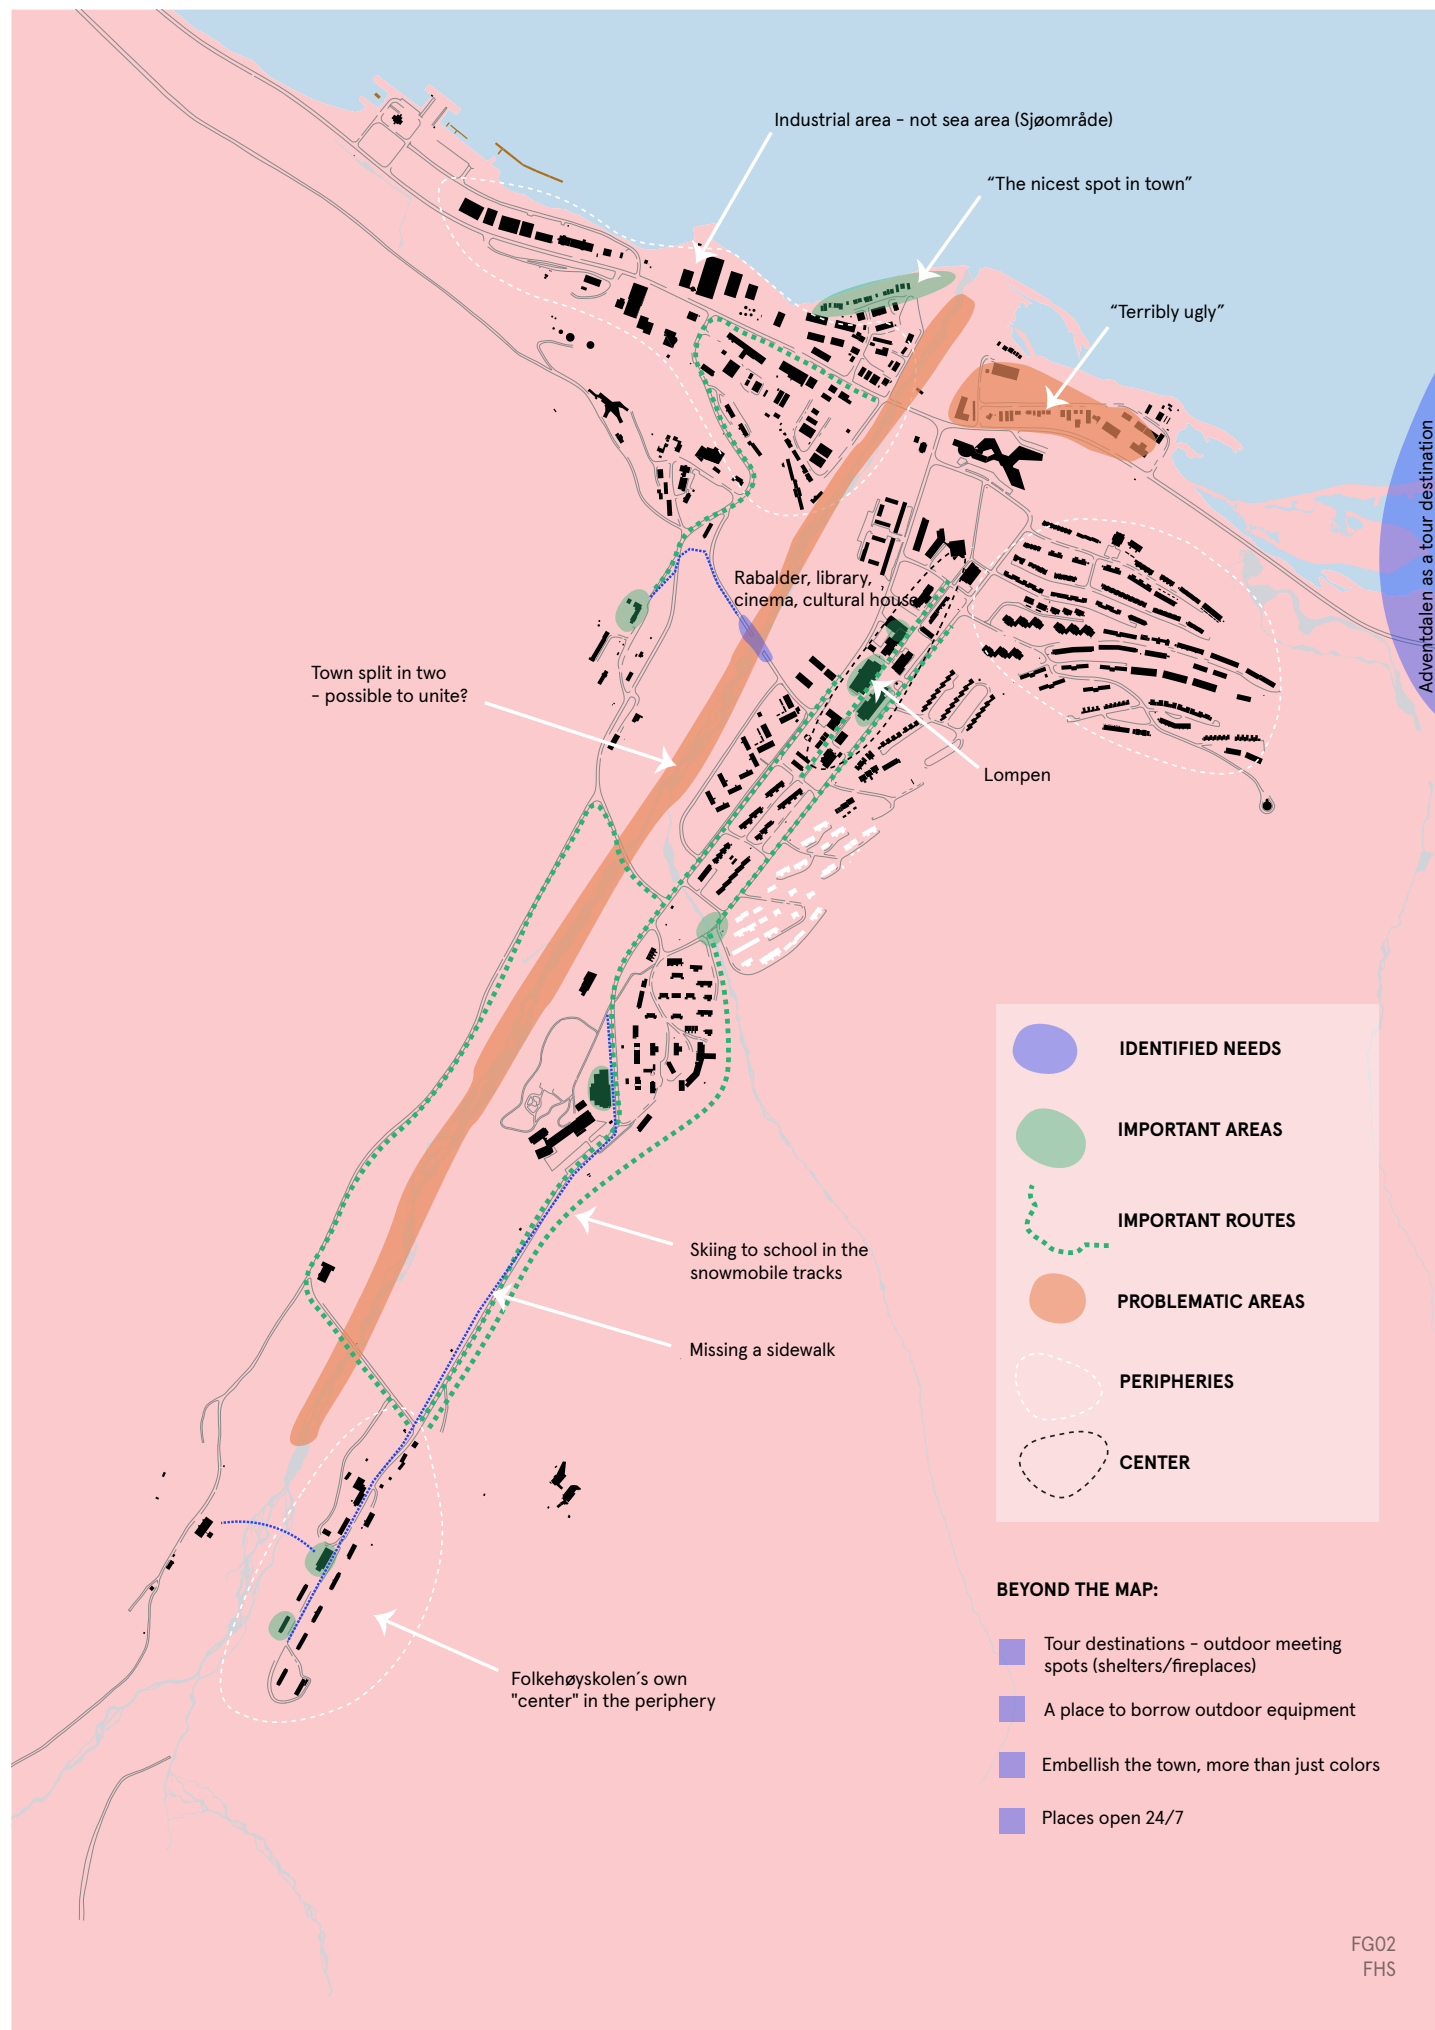 Industrial area - not sea area (Sjøområde)
“The nicest spot in town”
“Terribly ugly”
Adventdalen as a tour destination
Rabalder, library,
cinema, cultural house
Town split in two
- possible to unite?
Lompen
IDENTIFIED NEEDS
IMPORTANT AREAS
IMPORTANT ROUTES
PROBLEMATIC AREAS
PERIPHERIES
CENTER
Skiing to school in the
snowmobile tracks
Missing a sidewalk
BEYOND THE MAP:
Tour destinations - outdoor meeting
spots (shelters/fireplaces)
A place to borrow outdoor equipment
Embellish the town, more than just colors
Places open 24/7
Folkehøyskolen´s own
"center" in the periphery
FG02
FHS